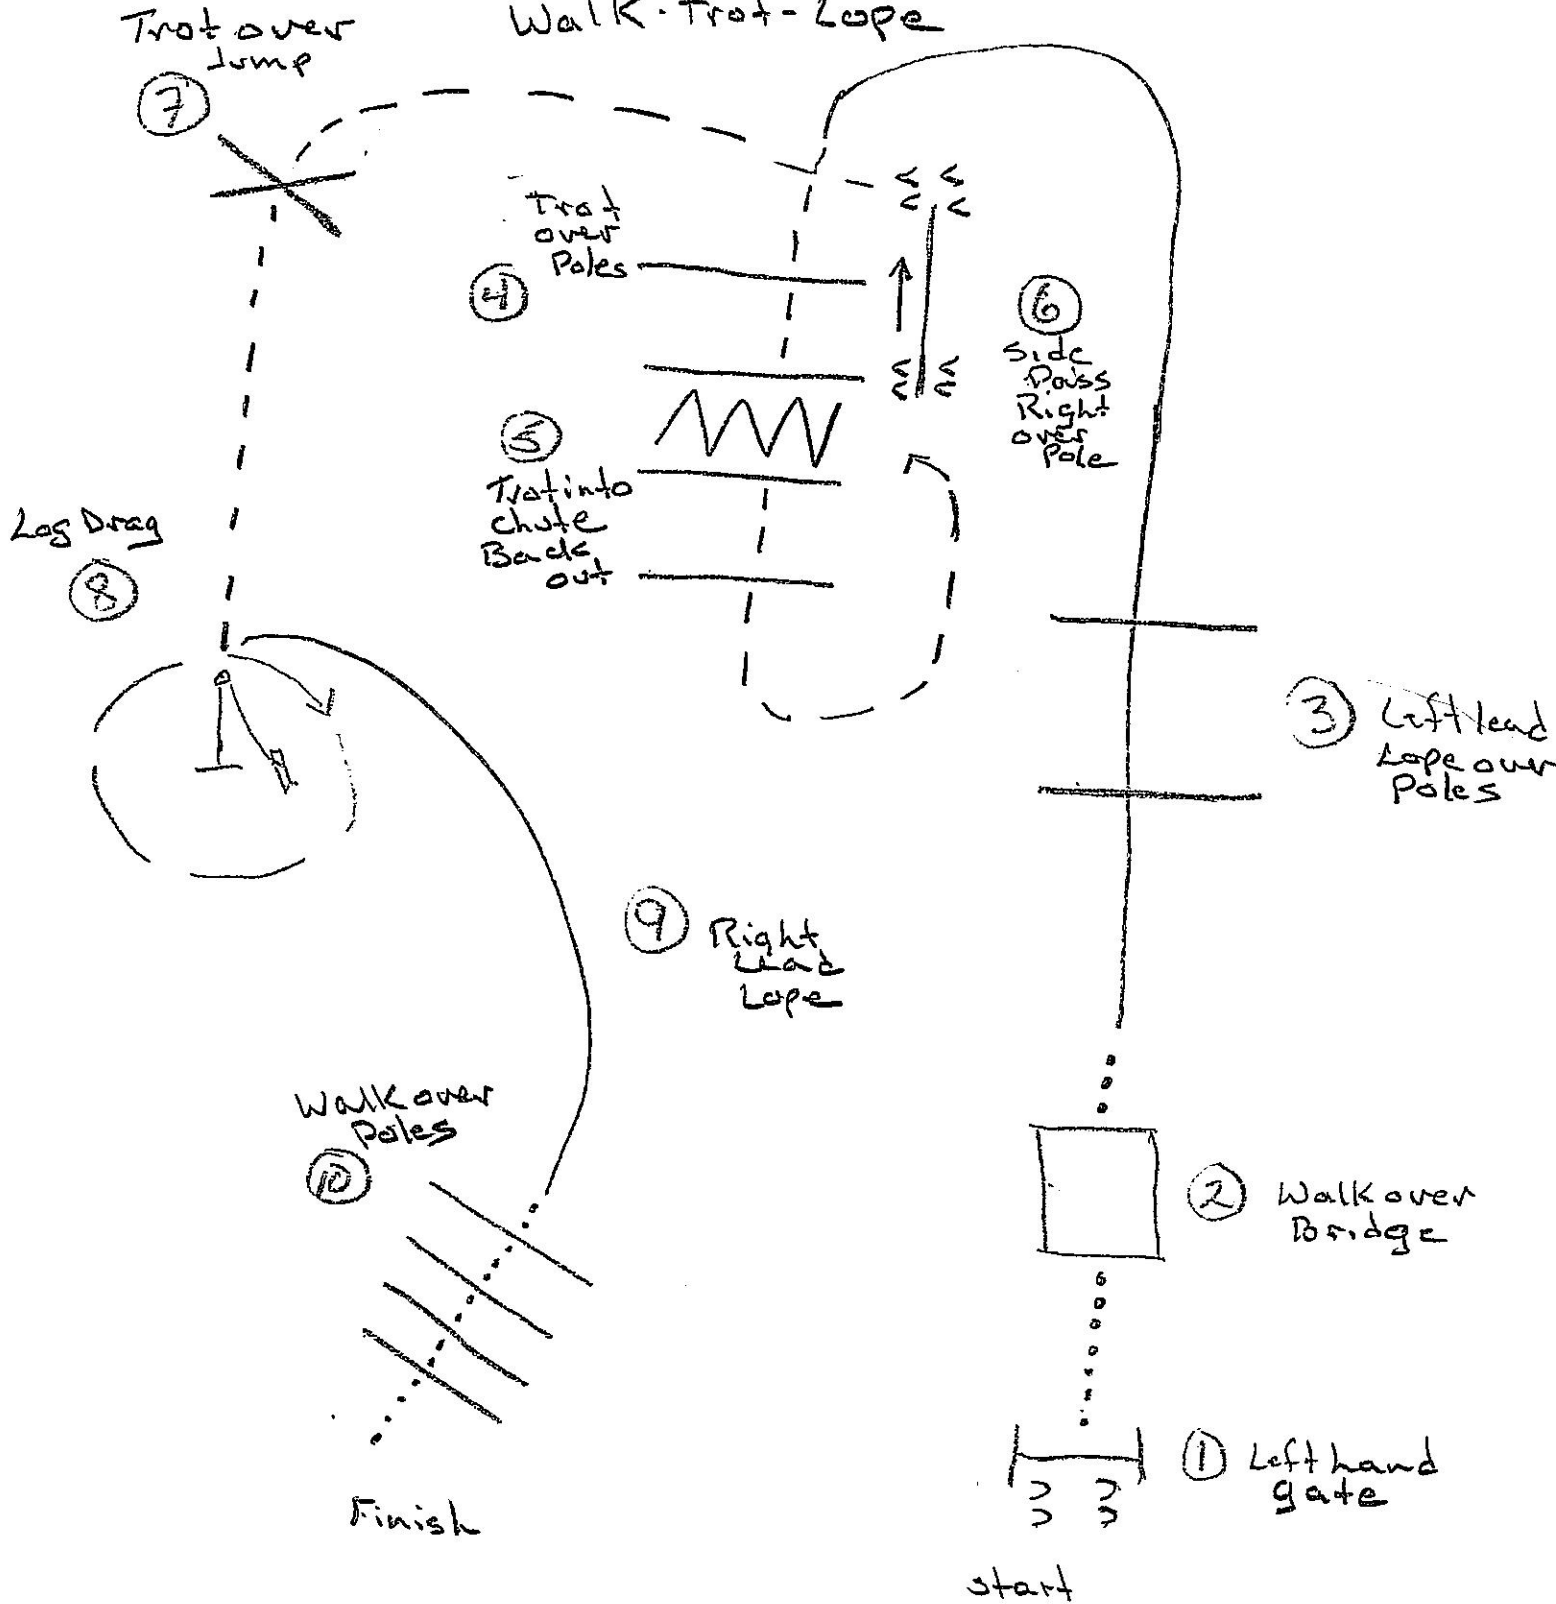 Walk-Trot-Lope
Trot over
Jump
7
Trot
over
Poles
4
6
Side
Pass
Right
over
Pole
5
Trot into
chute
Back
out
Log Drag
8
3 Left lead
Lope over
Poles
9 Right
Lead
Lope
Walk over
Poles
10
2 Walk over
Bridge
1 Left hand
gate
Finish
start